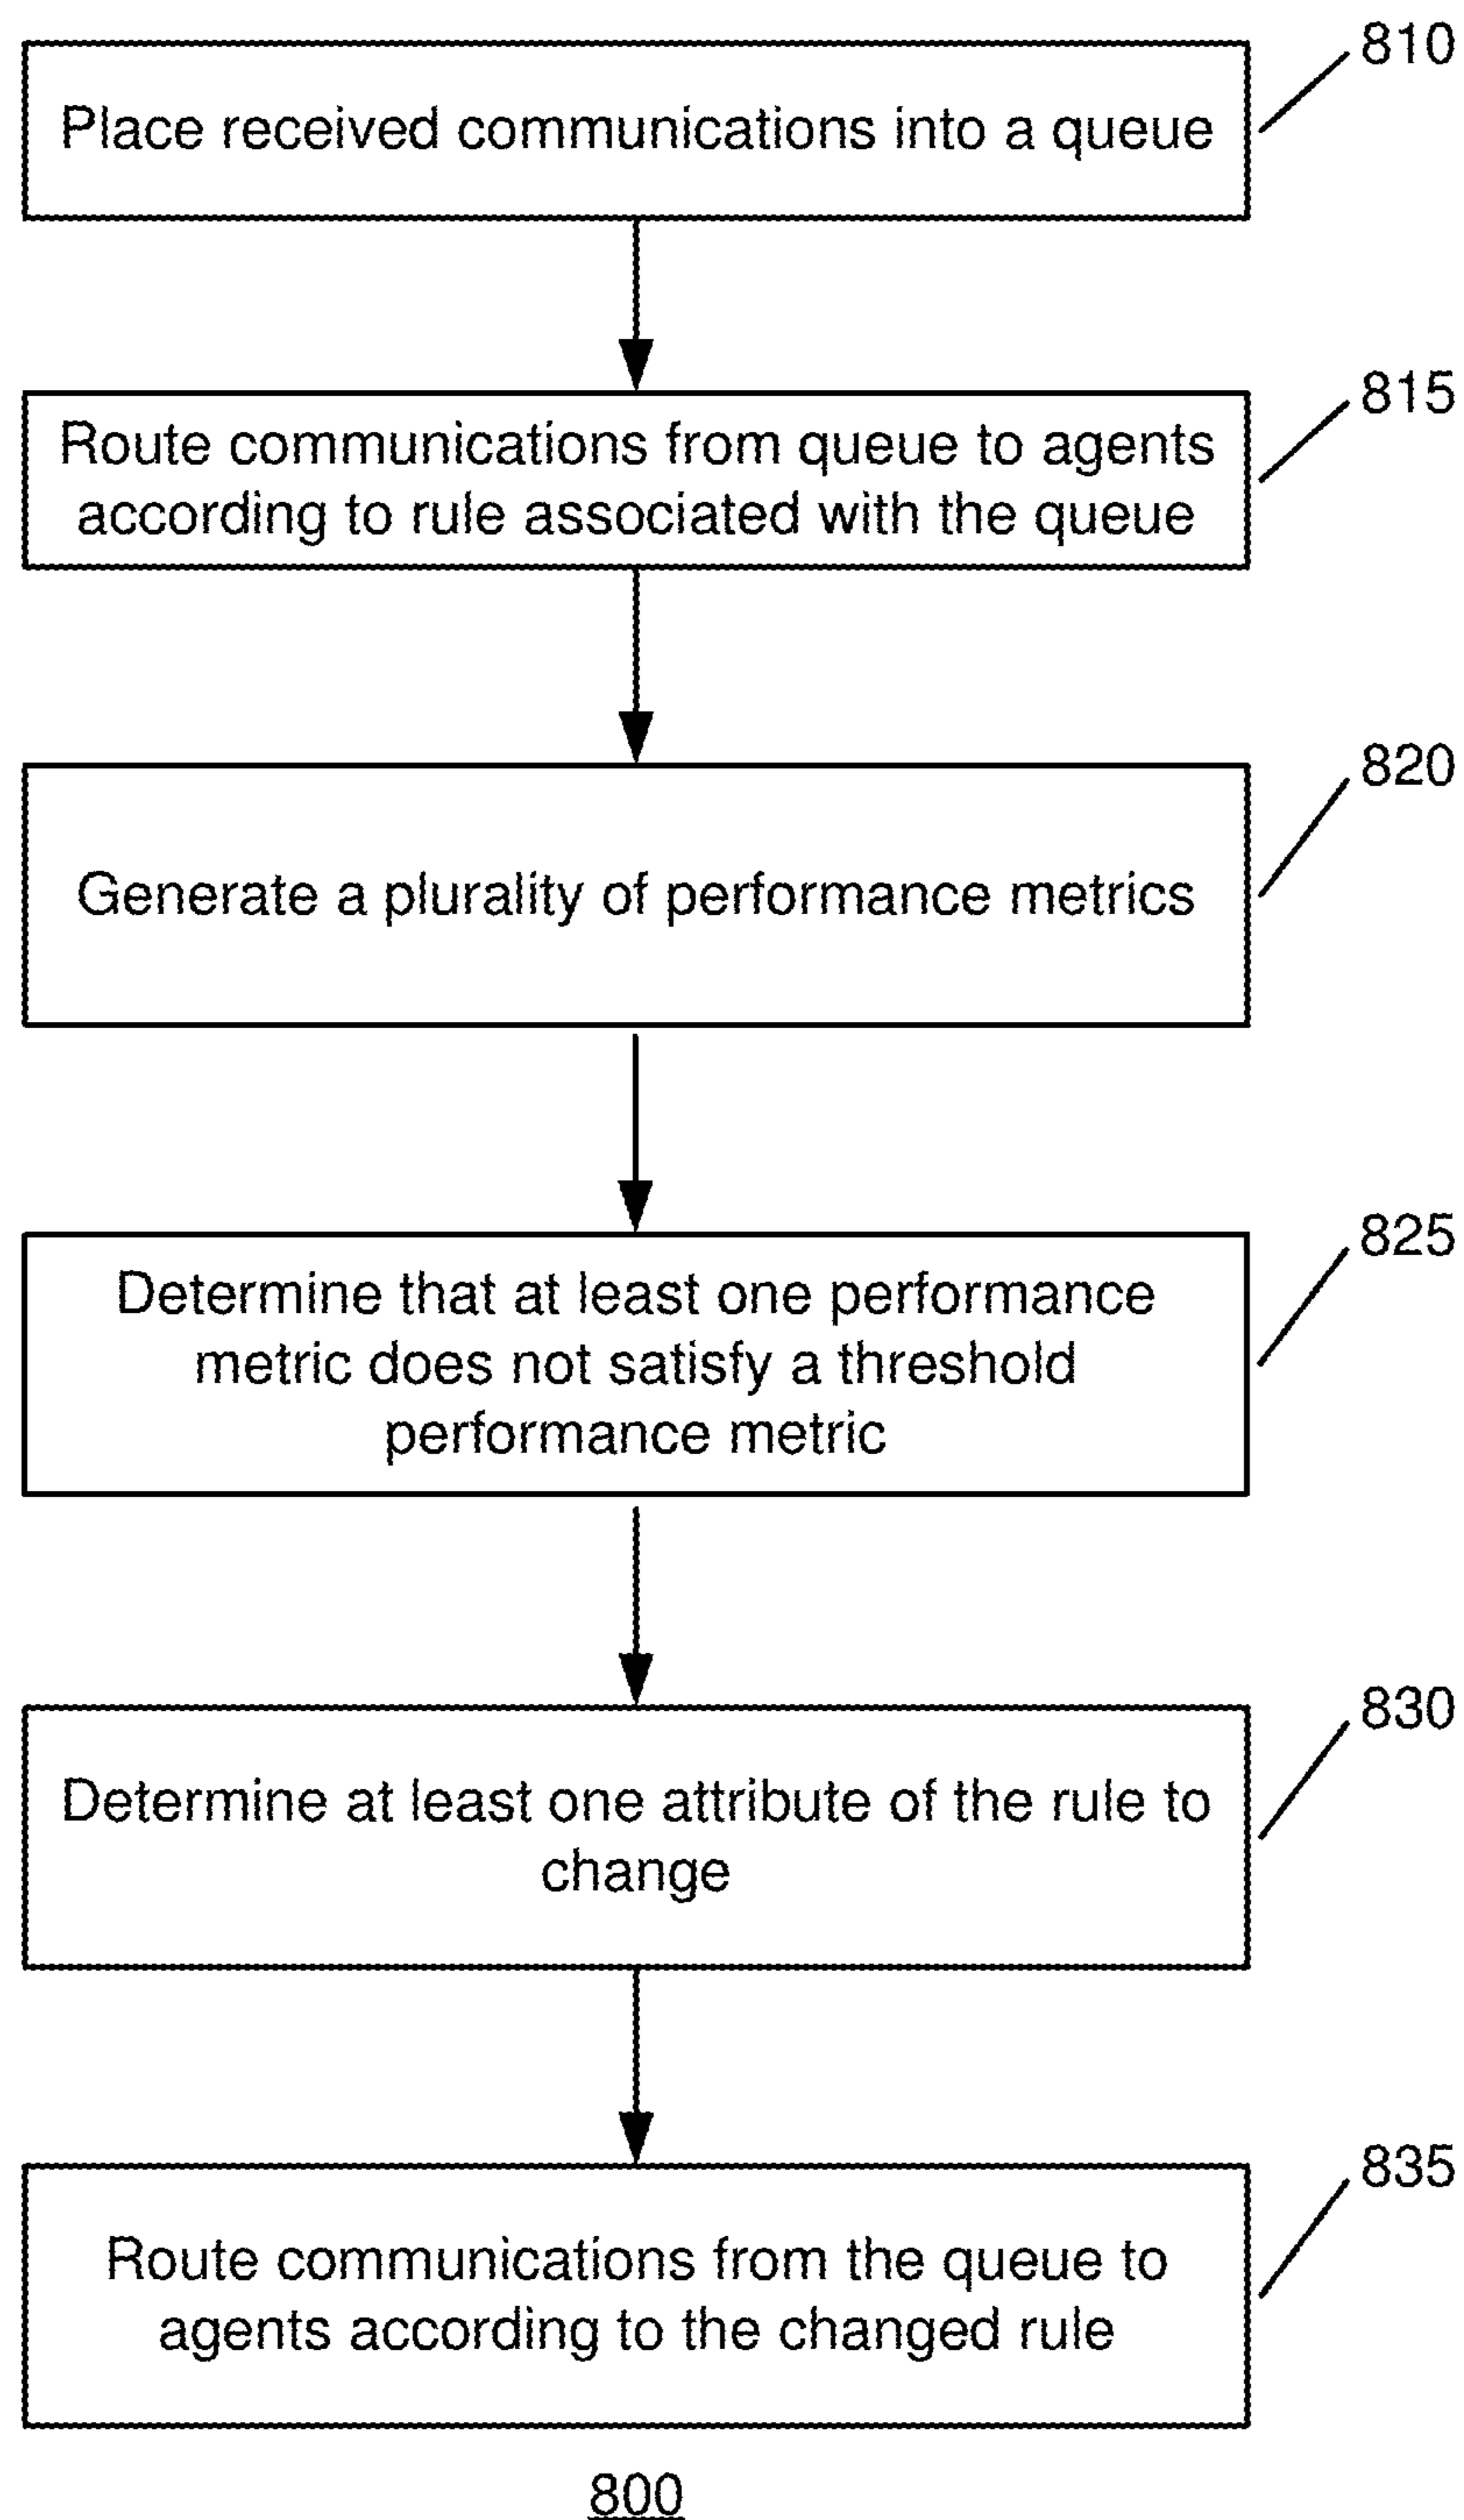 810
Place received communications into a queue
815
Route communications from queue to agents
according to rule associated with the queue
820
Generate a plurality of performance metrics
825
Determine that at least one performance
metric does not satisfy a threshold
performance metric
830
Determine at least one attribute of the rule to
change
835
Route communications from the queue to
agents according to the changed rule
800